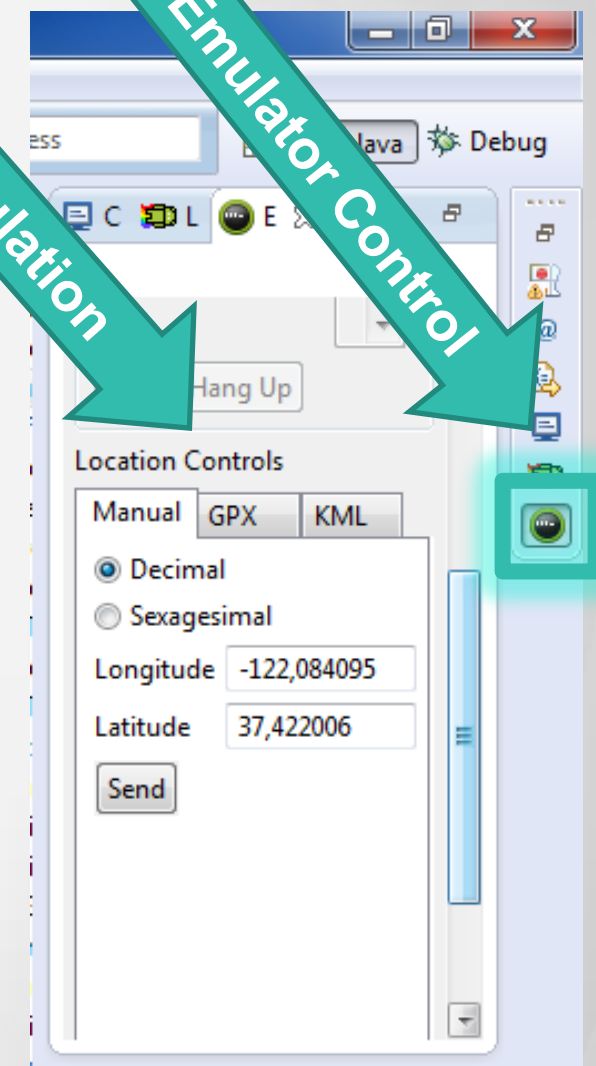 Emulator Control
ess
Java
Debug
C
L
E
Hang Up
Location Controls
Manual GPX KML
Decimal
Sexagesimal
Longitude -122,084095
Latitude 37,422006
Send